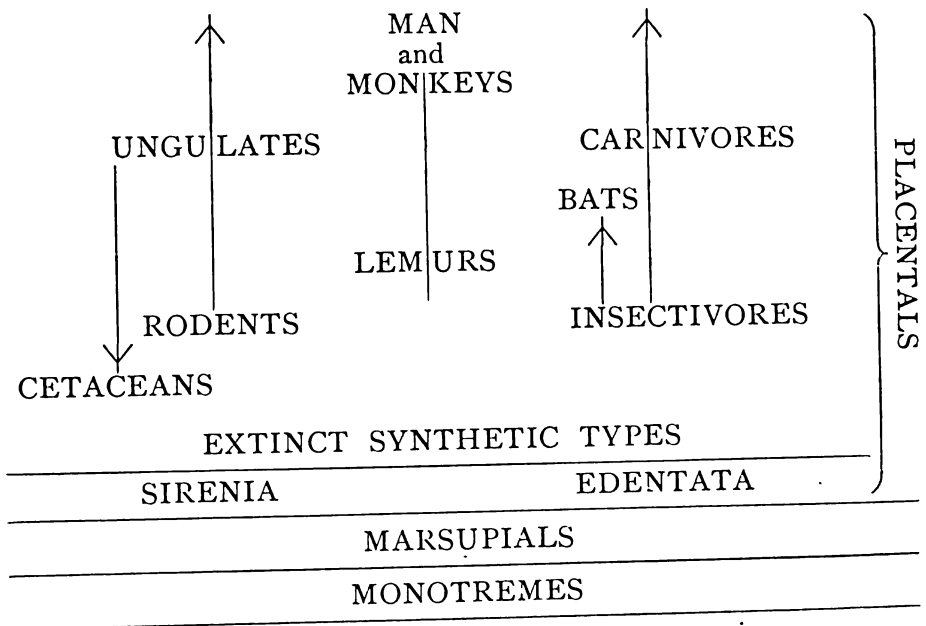 MAN
and
MONKEYS
UNGULATES
CARNIVORES
BATS
LEMURS
RODENTS
INSECTIVORES
CETACEANS
EXTINCT SYNTHETIC TYPES
SIRENIA EDENTATA
MARSUPIALS
MONOTREMES
PLACENTALS